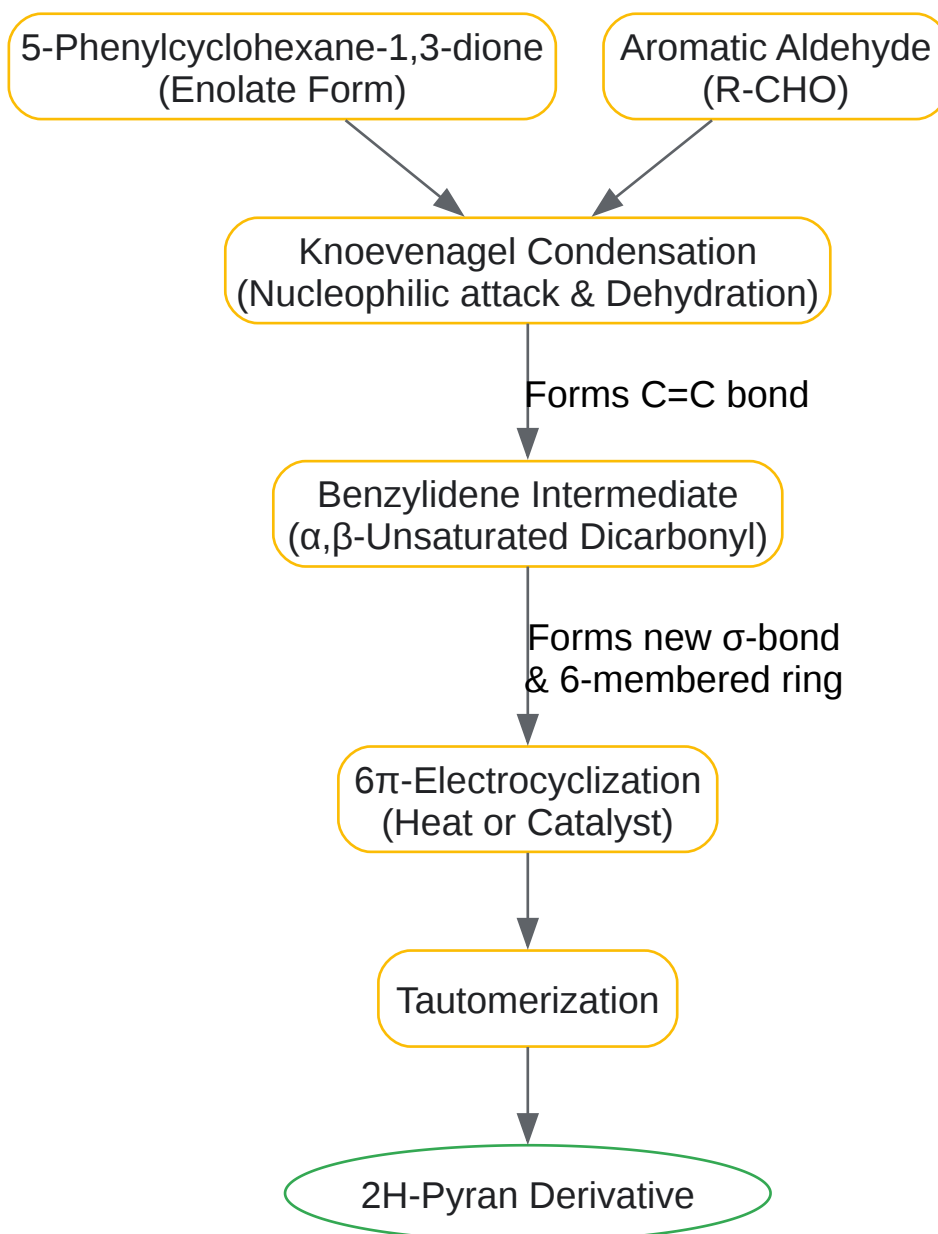 5-Phenylcyclohexane-1,3-dione
(Enolate Form)
Aromatic Aldehyde
(R-CHO)
Knoevenagel Condensation
(Nucleophilic attack & Dehydration)
Forms C=C bond
Benzylidene Intermediate
(α,β-Unsaturated Dicarbonyl)
Forms new σ-bond
& 6-membered ring
6π-Electrocyclization
(Heat or Catalyst)
Tautomerization
2H-Pyran Derivative